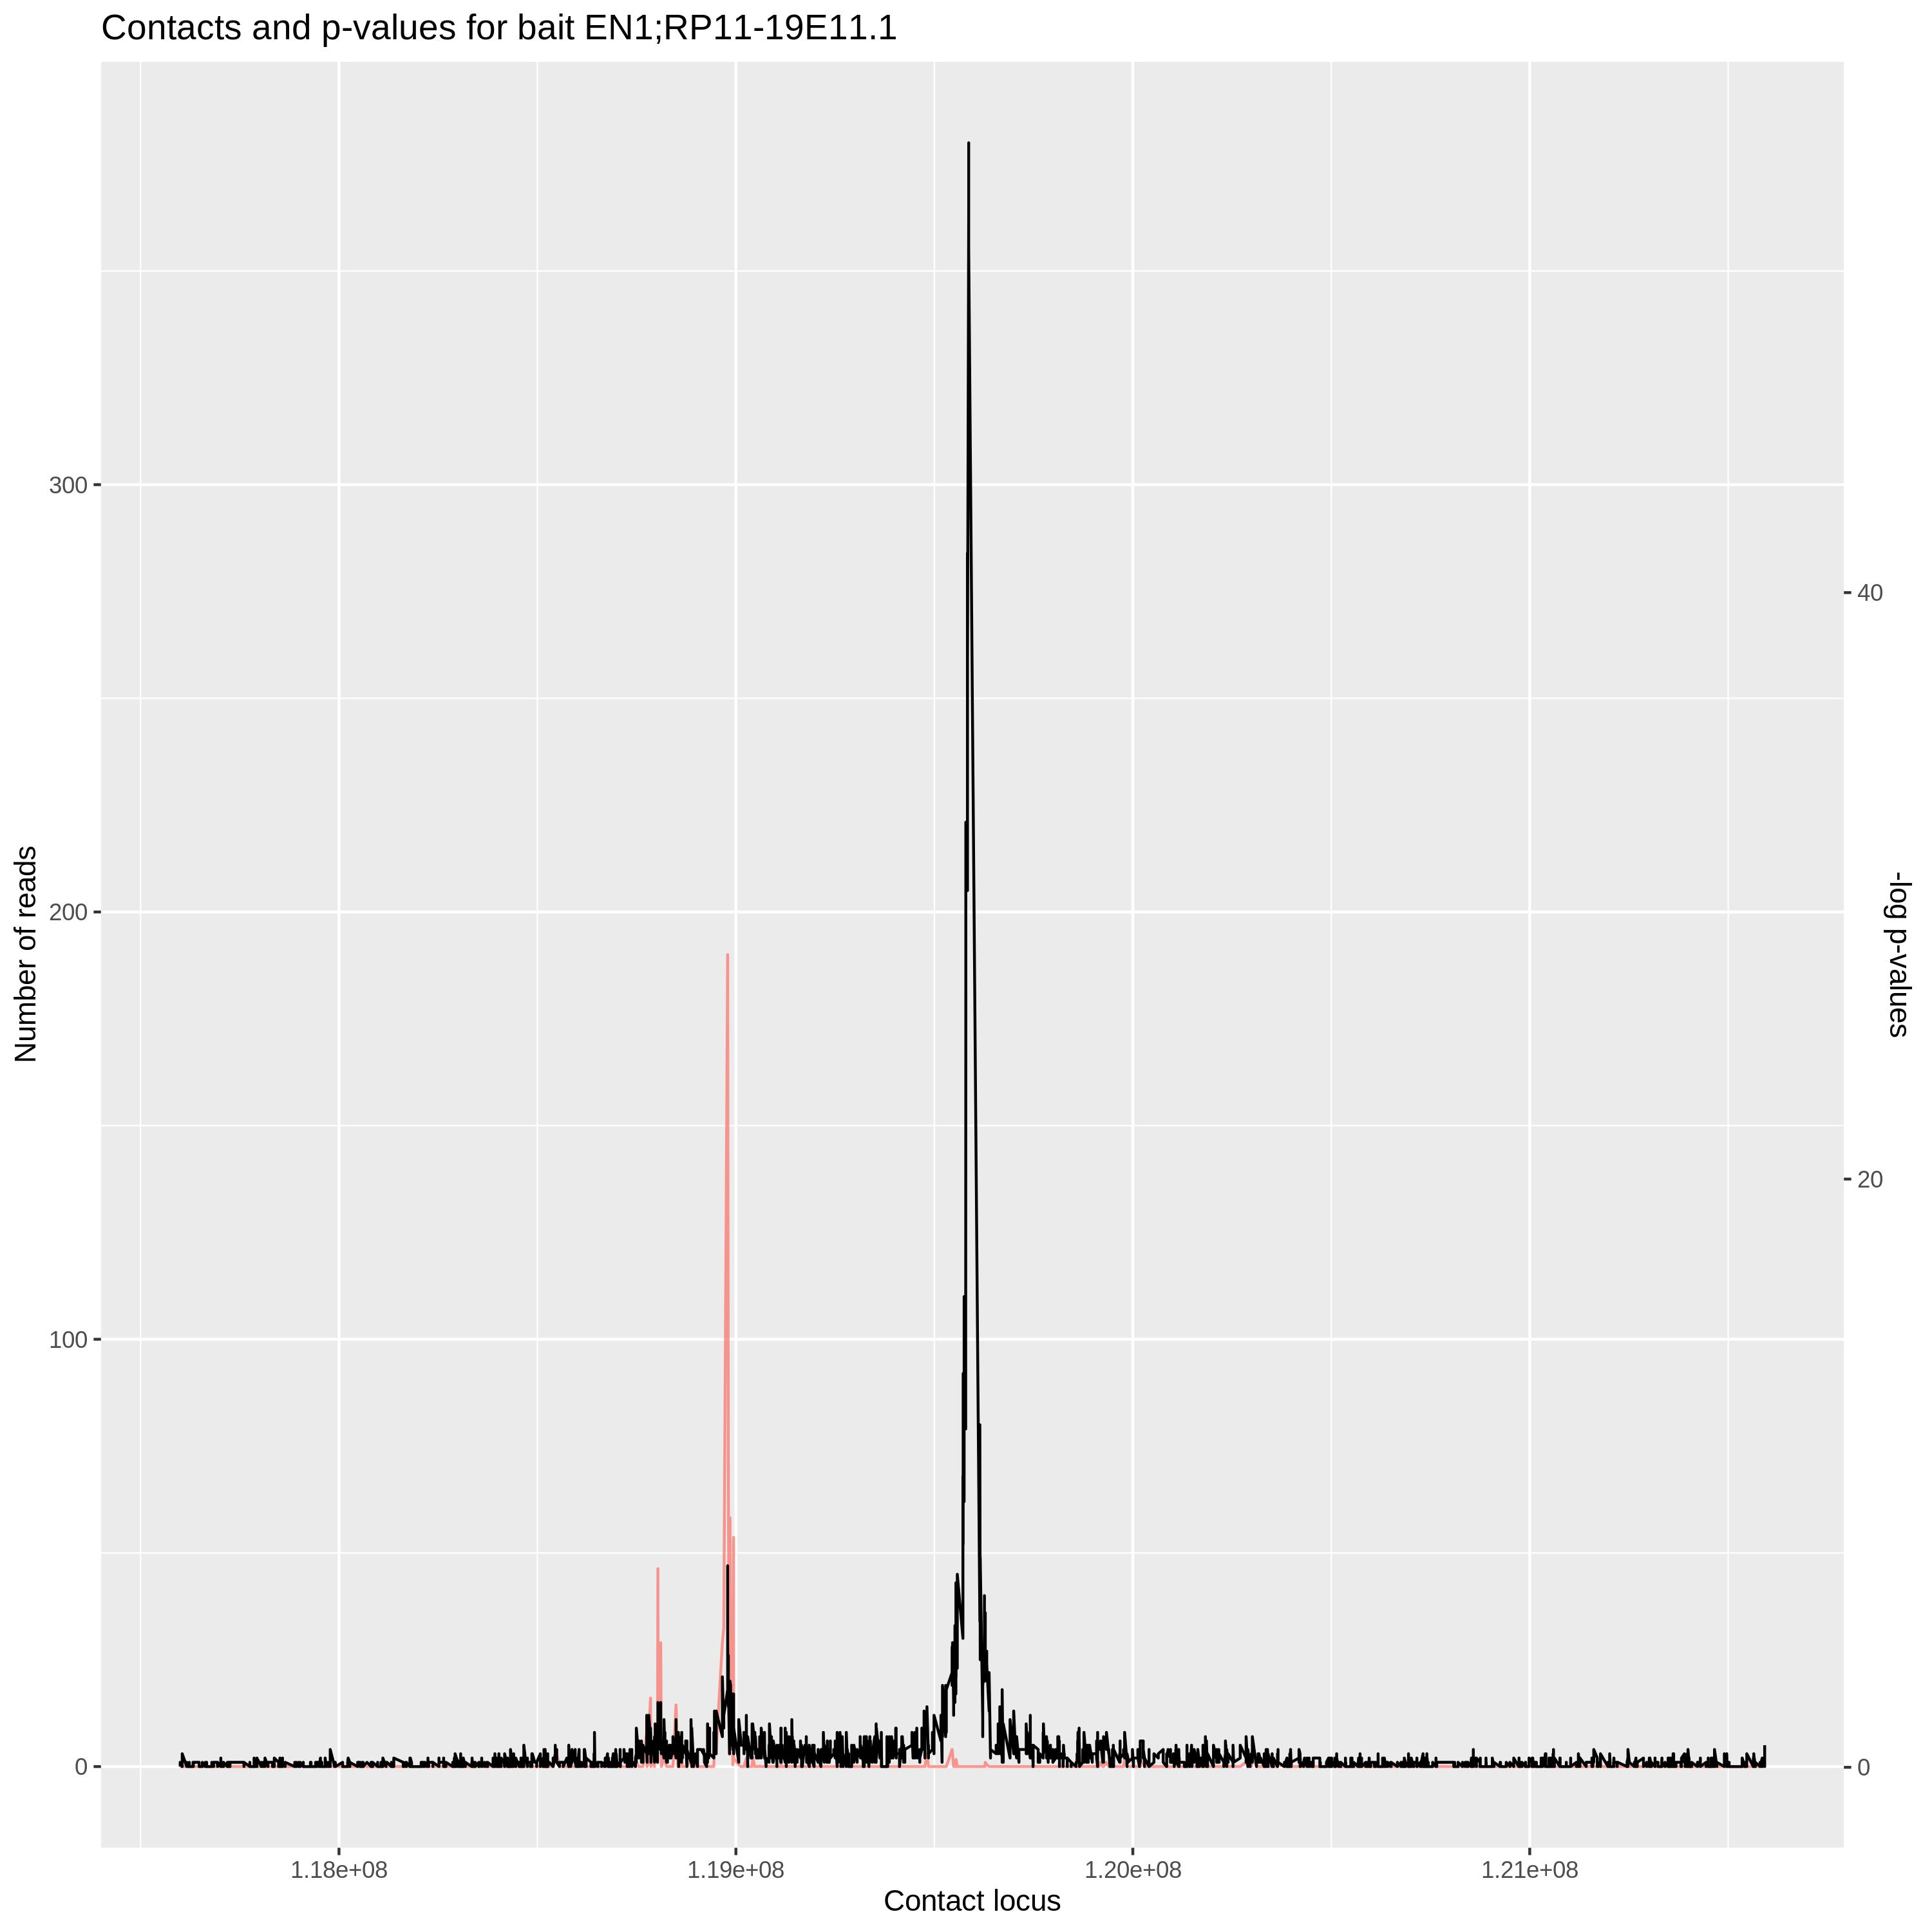 Contacts and p-values for bait EN1;RP11-19E11.1
Number of reads
300
200
100
0
40
20
0
-log p-values
1.18e+08
1.19e+08
1.20e+08
1.21e+08
Contact locus